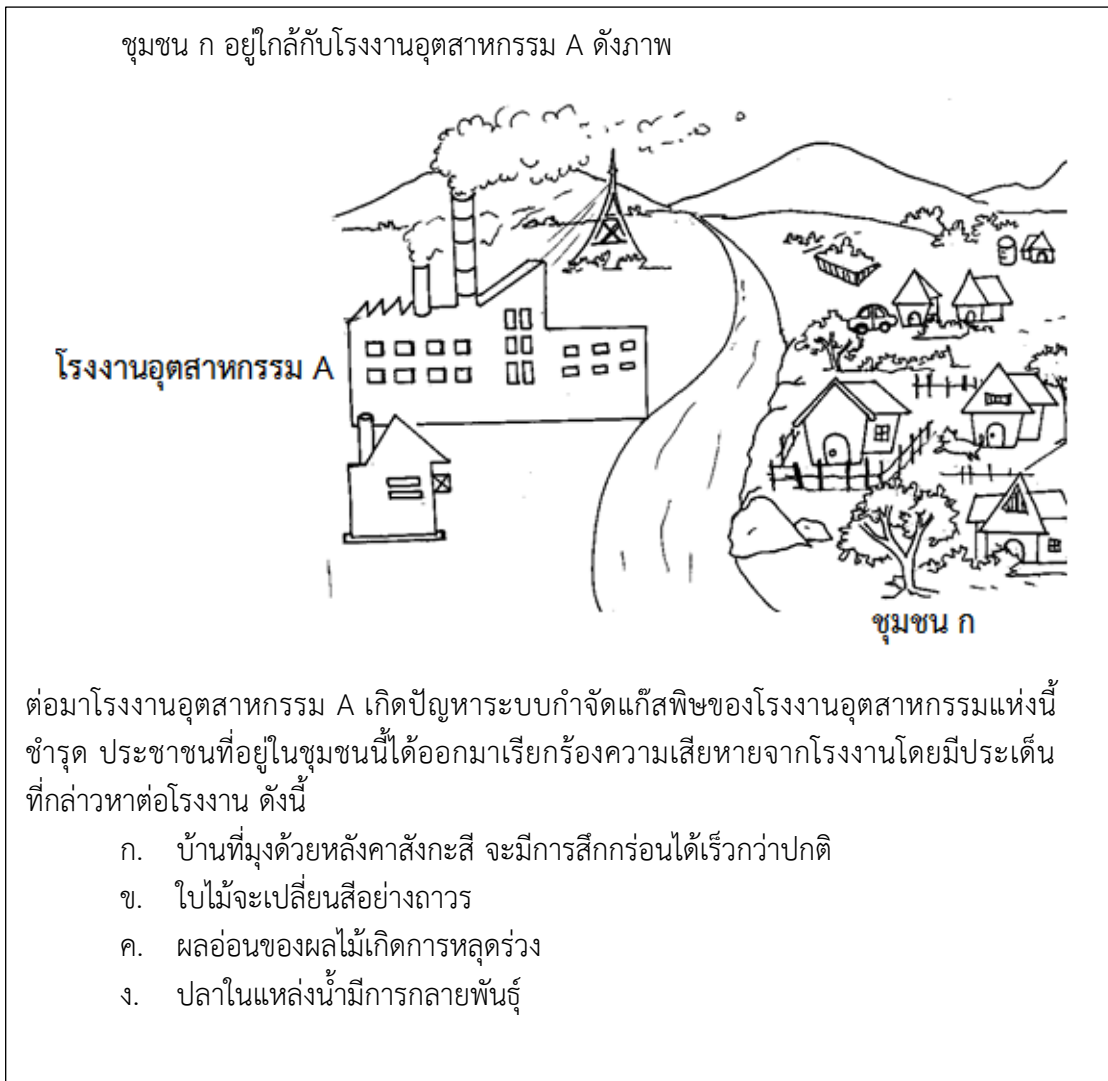 ชุมชน ก อยู่ใกล้กับโรงงานอุตสาหกรรม A ดังภาพ
โรงงานอุตสาหกรรม A
ชุมชน ก
ต่อมาโรงงานอุตสาหกรรม A เกิดปัญหาระบบกำจัดแก๊สพิษของโรงงานอุตสาหกรรมแห่งนี้
ชำรุด ประชาชนที่อยู่ในชุมชนนี้ได้ออกมาเรียกร้องความเสียหายจากโรงงานโดยมีประเด็น
ที่กล่าวหาต่อโรงงาน ดังนี้
ก. บ้านที่มุงด้วยหลังคาสังกะสี จะมีการสึกกร่อนได้เร็วกว่าปกติ
ข. ใบไม้จะเปลี่ยนสีอย่างถาวร
ค. ผลอ่อนของผลไม้เกิดการหลุดร่วง
ง. ปลาในแหล่งน้ำมีการกลายพันธุ์